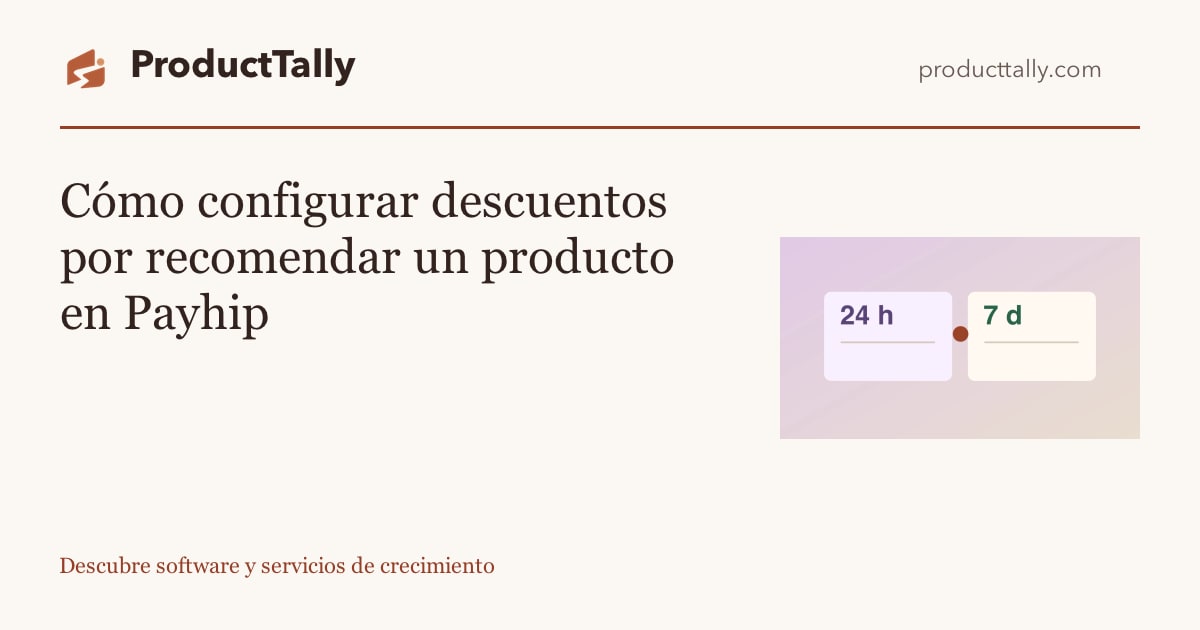 ProductTally
producttally.com
Cómo configurar descuentos
por recomendar un producto
en Payhip
24 h
7 d
Descubre software y servicios de crecimiento